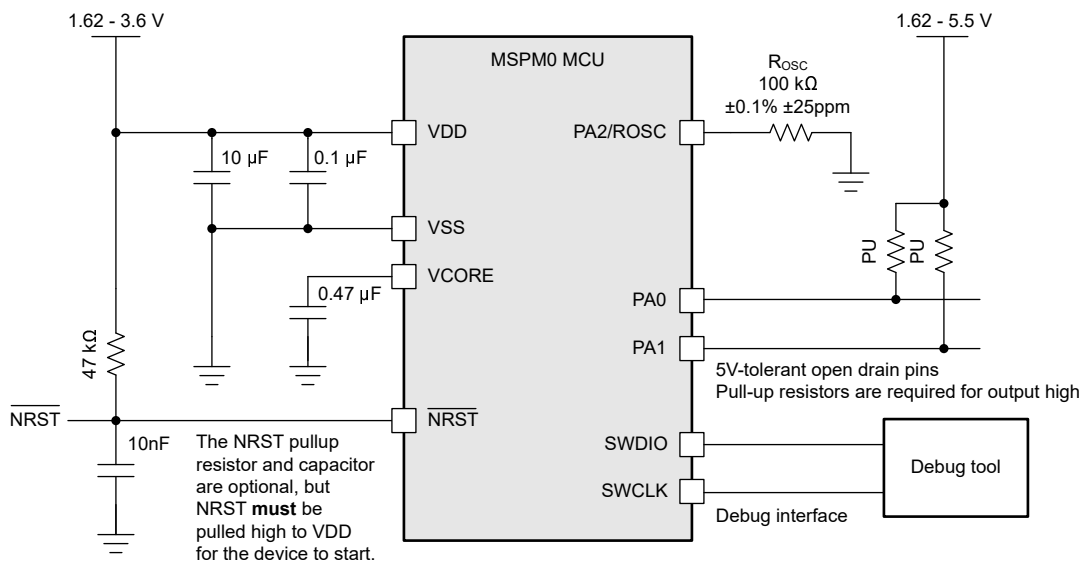 1.62 - 3.6 V
1.62 - 5.5 V
MSPM0 MCU
ROSC
100 kΩ
±0.1% ±25ppm
VDD
PA2/ROSC
10 µF
0.1 µF
VSS
VCORE
0.47 µF
PU
PU
PA0
PA1
47 kΩ
5V-tolerant open drain pins
Pull-up resistors are required for output high
NRST
NRST
10nF
The NRST pullup
resistor and capacitor
are optional, but
NRST must be
pulled high to VDD
for the device to start.
SWDIO
SWCLK
Debug tool
Debug interface